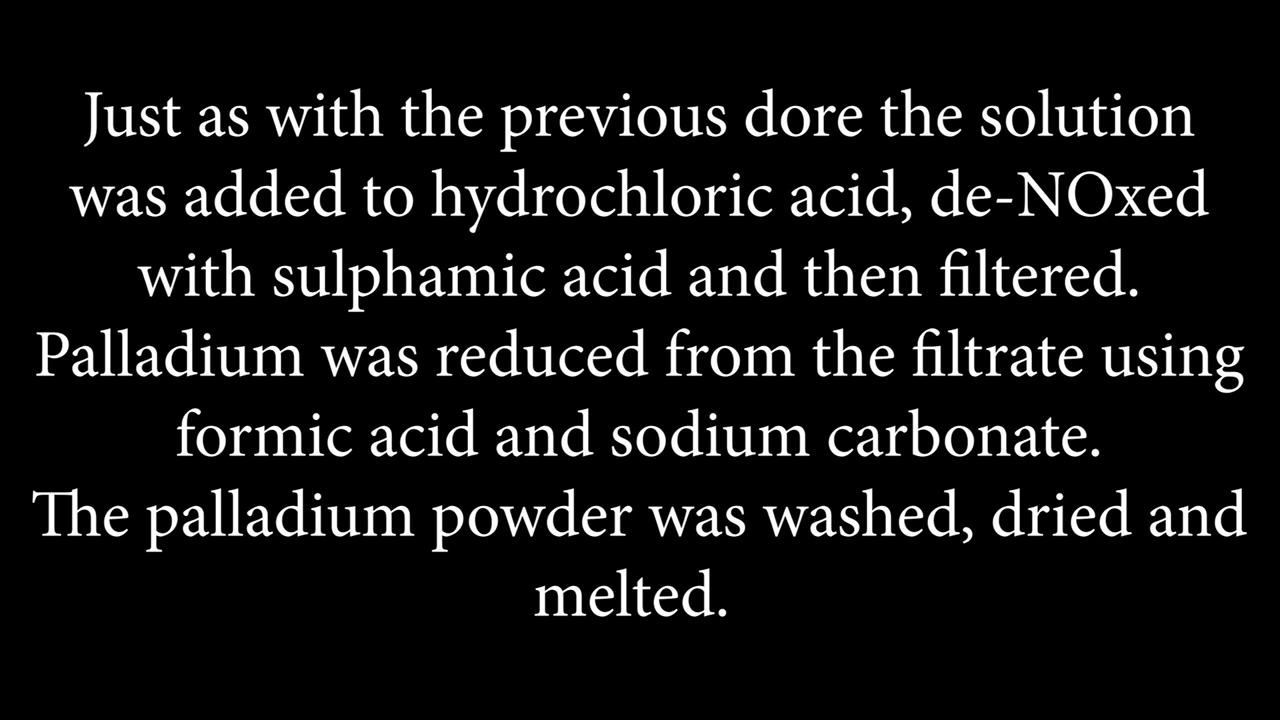 Just as with the previous dore the solution
was added to hydrochloric acid, de-NOxed
with sulphamic acid and then filtered.
Palladium was reduced from the filtrate using
formic acid and sodium carbonate.
The palladium powder was washed, dried and
melted.